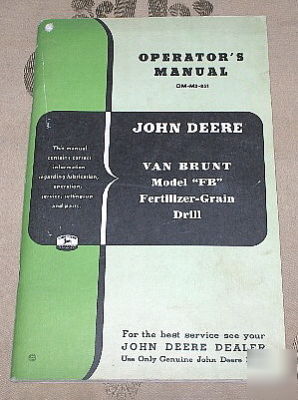 OPERATOR'S
MANUAL
OM-M2-851
JOHN DEERE
VAN BRUNT
Model "FB"
Fertilizer-Grain
Drill
This manual
contains correct
information
regarding lubrication,
operation,
service, settings
and parts.
For the best service see your
JOHN DEERE DEALER
Use Only Genuine John Deere